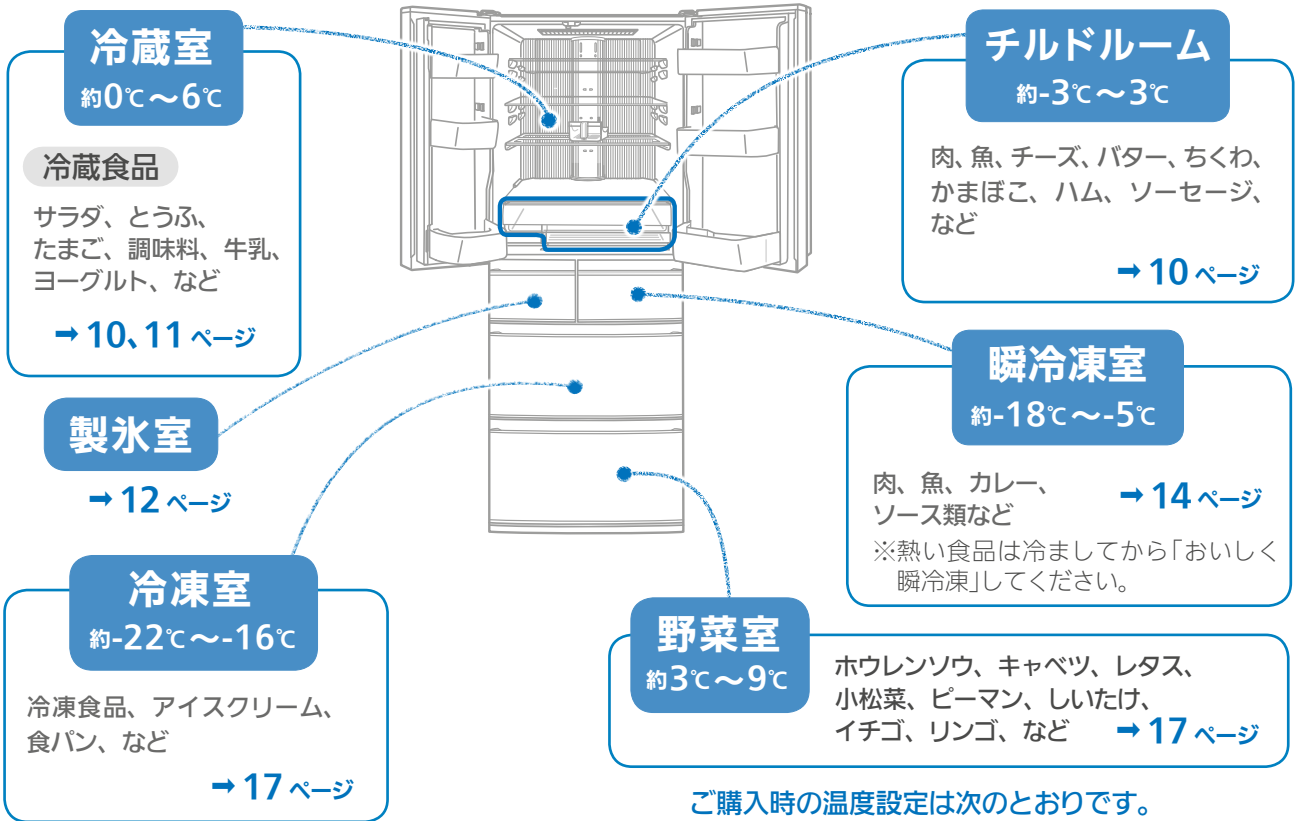 冷蔵室
約0℃～6℃
冷蔵食品
サラダ、とうふ、
たまご、調味料、牛乳、
ヨーグルト、など
➡10、11 ページ
チルドルーム
約-3℃～3℃
肉、魚、チーズ、バター、ちくわ、
かまぼこ、ハム、ソーセージ、
など
➡10 ページ
製氷室
➡12 ページ
瞬冷凍室
約-18℃～-5℃
肉、魚、カレー、
ソース類など
➡14 ページ
※熱い食品は冷ましてから「おいしく
瞬冷凍」してください。
冷凍室
約-22℃～-16℃
冷凍食品、アイスクリーム、
食パン、など
➡17 ページ
野菜室
約3℃～9℃
ホウレンソウ、キャベツ、レタス、
小松菜、ピーマン、しいたけ、
イチゴ、リンゴ、など
➡17 ページ
ご購入時の温度設定は次のとおりです。